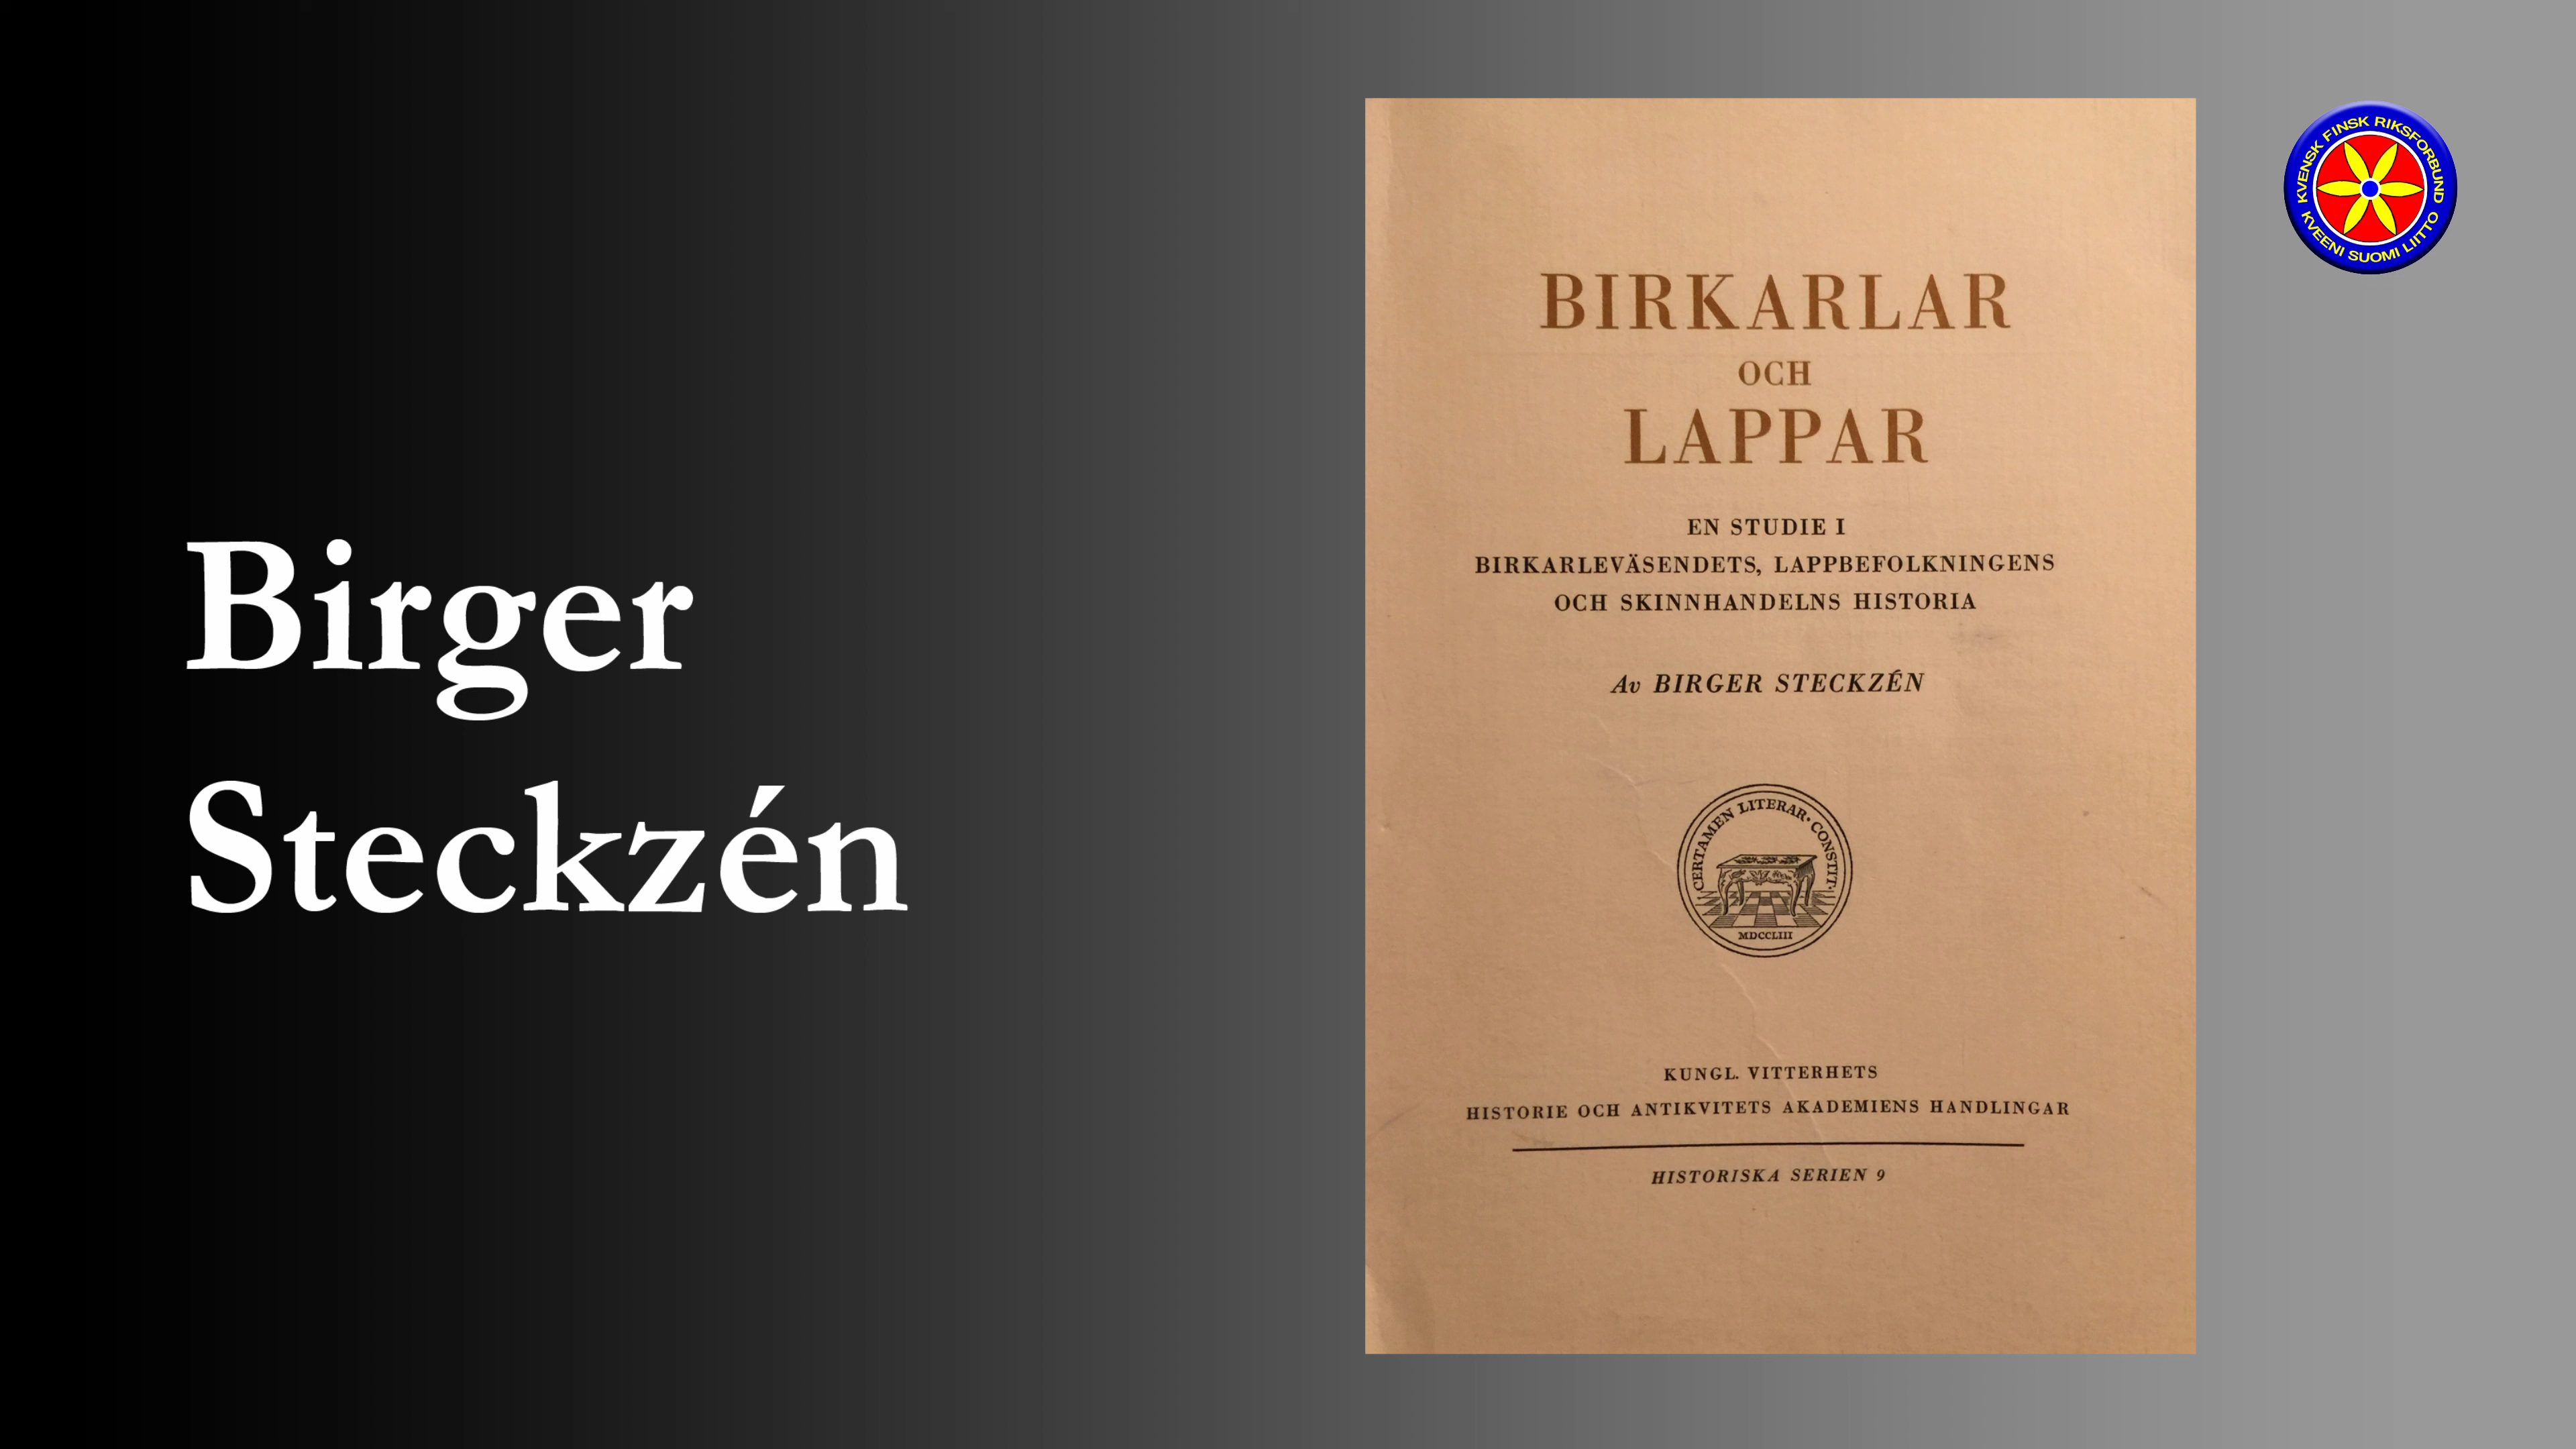 Birger
Steckzén
BIRKARLAR
OCH
LAPPAR
EN STUDIE I
BIRKARLEVÄSENDETS, LAPPBEFOLKNINGENS
OCH SKINNHANDELNS HISTORIA
Av BIRGER STECKZÉN
CERTAMEN LITERAR. CONSTIT.
MDCCLIII
KUNGL. VITTERHETS
HISTORIE OCH ANTIKVITETS AKADEMIENS HANDLINGAR
HISTORISKA SERIEN 9
KVENSK FINSK RIKSFORBUND
KVEENI SUOMI LIITTO